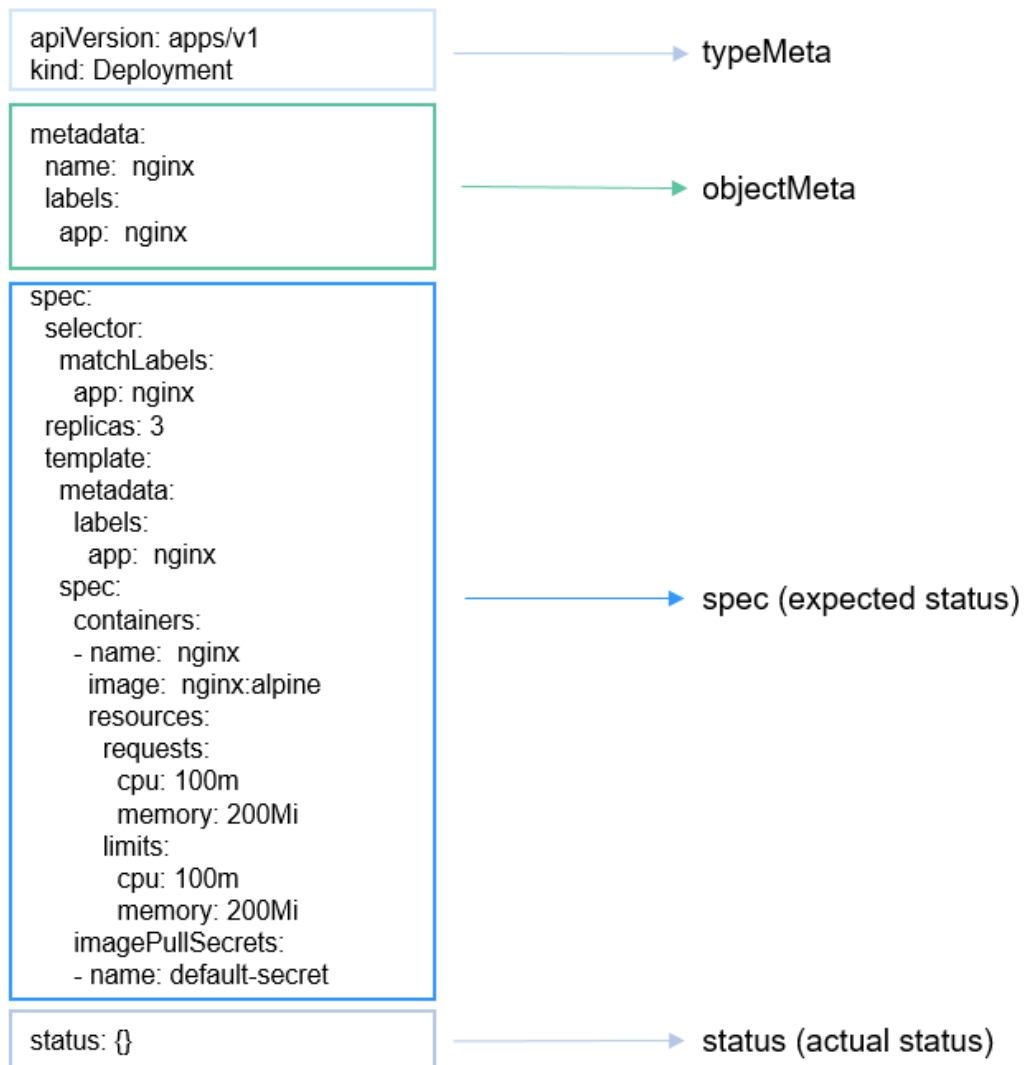 apiVersion: apps/v1
kind: Deployment
typeMeta
metadata:
  name:  nginx
  labels:
    app:  nginx
objectMeta
spec:
  selector:
    matchLabels:
      app: nginx
  replicas: 3
  template:
    metadata:
      labels:
        app:  nginx
    spec:
      containers:
      - name:  nginx
        image:  nginx:alpine
        resources:
          requests:
            cpu: 100m
            memory: 200Mi
          limits:
            cpu: 100m
            memory: 200Mi
      imagePullSecrets:
      - name: default-secret
spec (expected status)
status: {}
status (actual status)